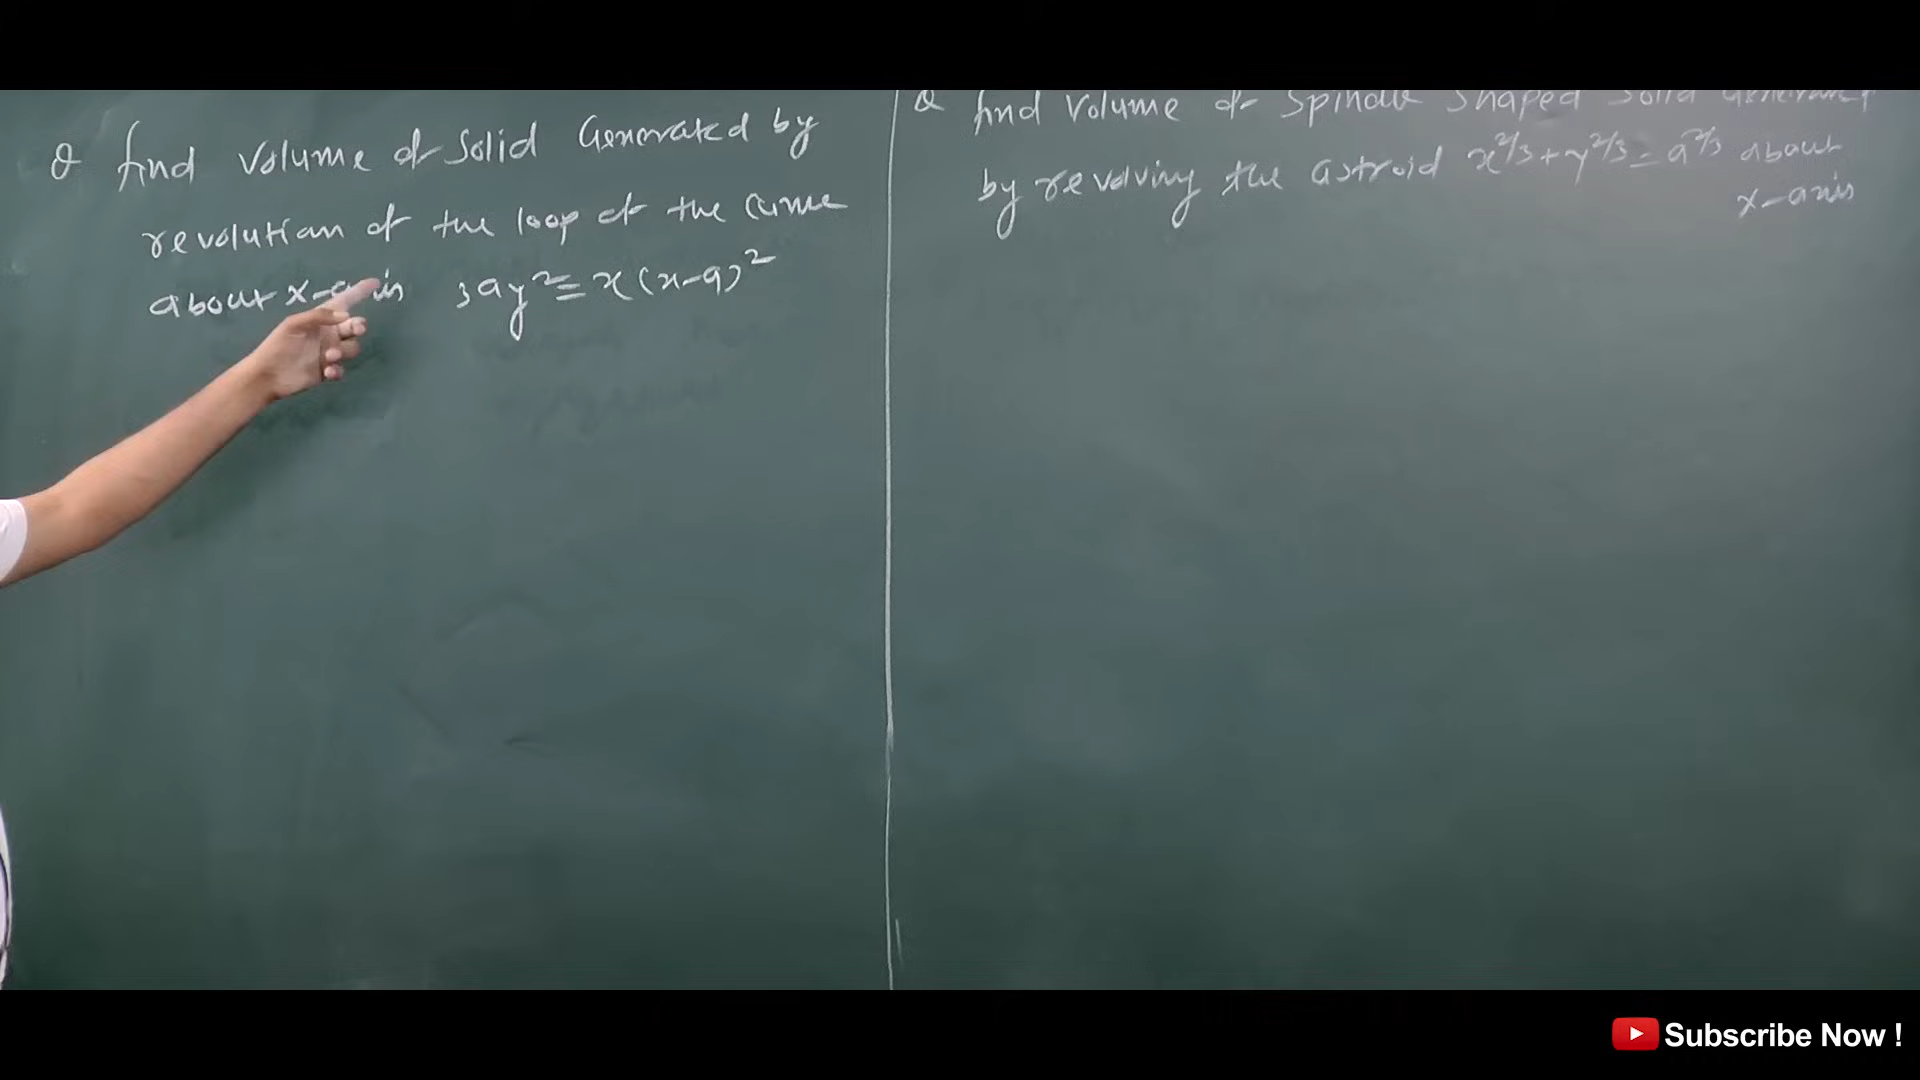 Q find volume of Solid Generated by
revolution of the loop of the curve
about x-axis 3ay² = x(x-a)²
Q find Volume of Spindle Shaped Solid Generated
by revolving the astroid x^2/3 + y^2/3 = a^2/3 about
x-axis
Subscribe Now !